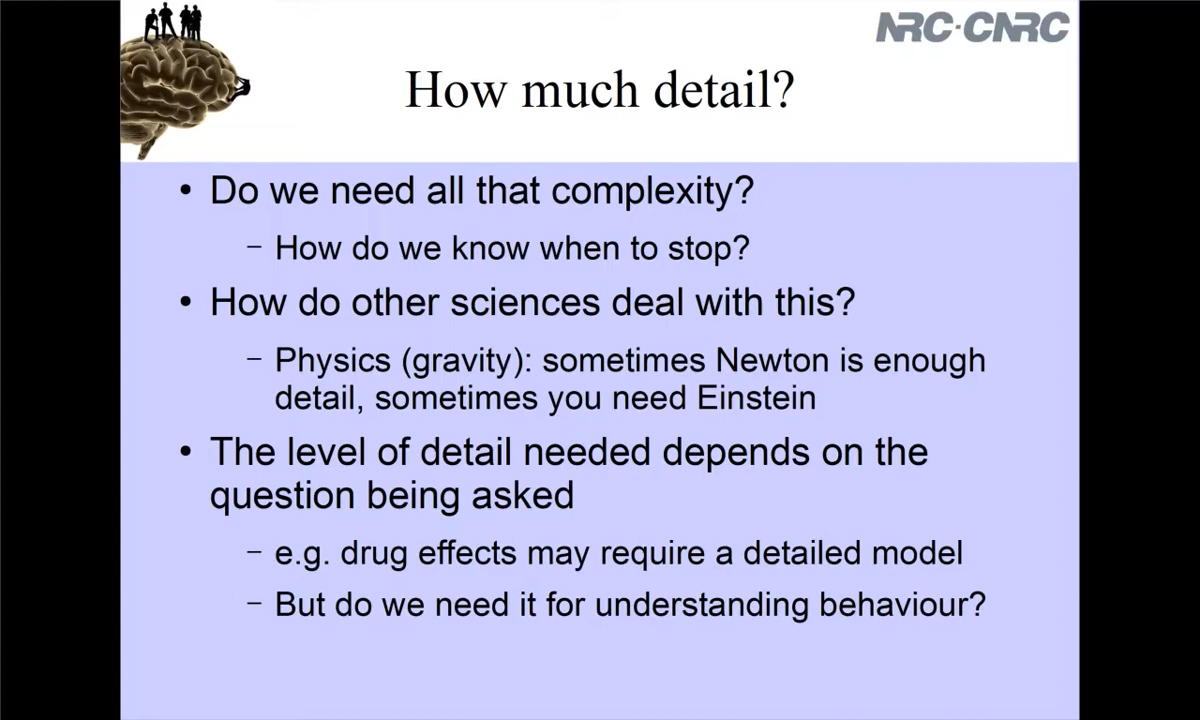 NRC·CNRC
How much detail?
• Do we need all that complexity?
– How do we know when to stop?
• How do other sciences deal with this?
– Physics (gravity): sometimes Newton is enough
detail, sometimes you need Einstein
• The level of detail needed depends on the
question being asked
– e.g. drug effects may require a detailed model
– But do we need it for understanding behaviour?